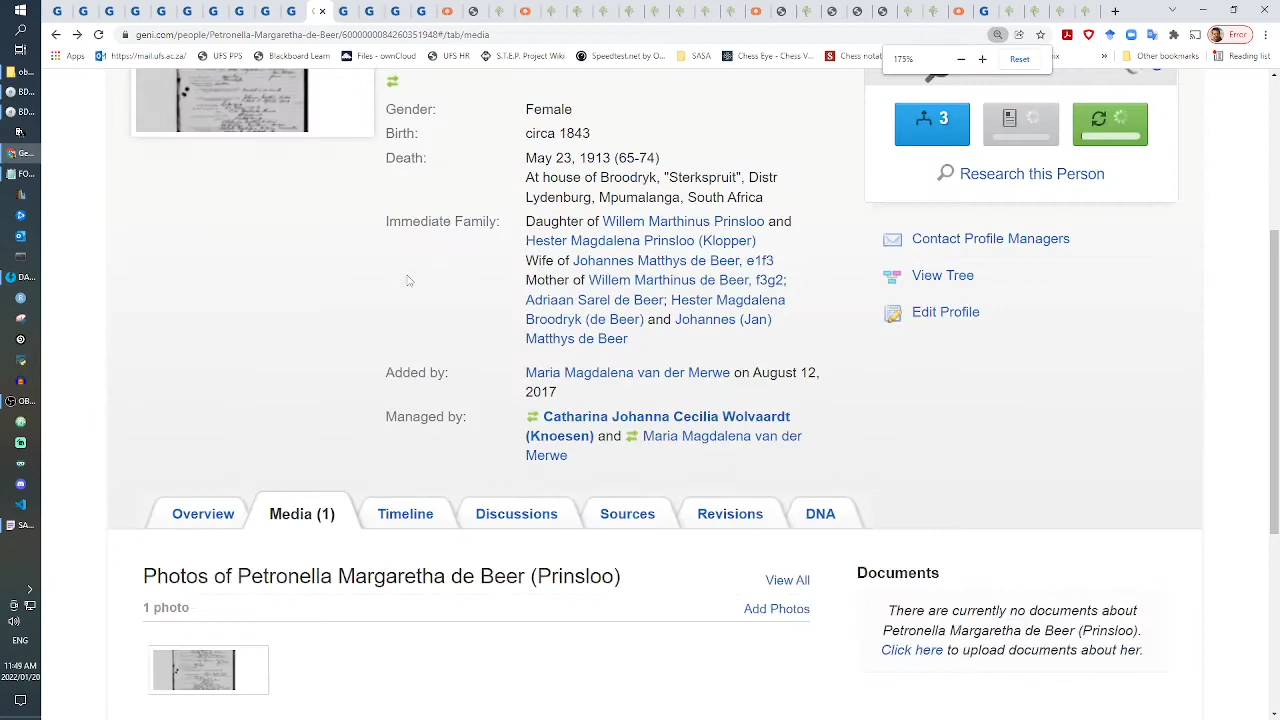 geni.com/people/Petronella-Margaretha-de-Beer/6000000084260351948#/tab/media
Error
Apps
https://mail.ufs.ac.za/
UFS PPS
Blackboard Learn
Files - ownCloud
UFS HR
S.T.E.P. Project Wiki
Speedtest.net by O...
SASA
Chess Eye - Chess V...
Chess notat
Other bookmarks
Reading list
175%
Reset
Gender:
Female
3
Birth:
circa 1843
Death:
May 23, 1913 (65-74)
At house of Broodryk, "Sterkspruit", Distr
Lydenburg, Mpumalanga, South Africa
Research this Person
Immediate Family:
Daughter of Willem Marthinus Prinsloo and
Hester Magdalena Prinsloo (Klopper)
Wife of Johannes Matthys de Beer, e1f3
Mother of Willem Marthinus de Beer, f3g2;
Adriaan Sarel de Beer; Hester Magdalena
Broodryk (de Beer) and Johannes (Jan)
Matthys de Beer
Contact Profile Managers
View Tree
Edit Profile
Added by:
Maria Magdalena van der Merwe on August 12,
2017
Managed by:
Catharina Johanna Cecilia Wolvaardt
(Knoesen) and Maria Magdalena van der
Merwe
Overview
Media (1)
Timeline
Discussions
Sources
Revisions
DNA
Photos of Petronella Margaretha de Beer (Prinsloo)
View All
1 photo
Add Photos
Documents
There are currently no documents about
Petronella Margaretha de Beer (Prinsloo).
Click here to upload documents about her.
ENG